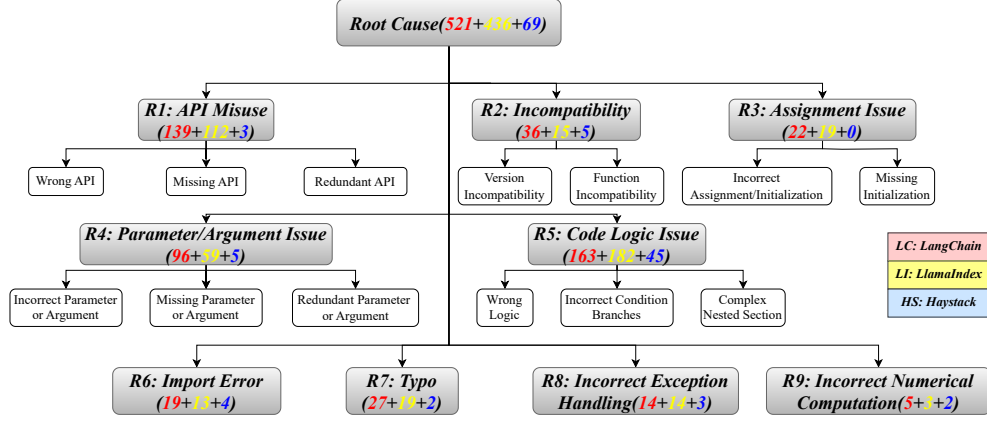 Root Cause(521+436+69)
R1: API Misuse
(139+112+3)
R2: Incompatibility
(36+15+5)
R3: Assignment Issue
(22+19+0)
Wrong API
Missing API
Redundant API
Version
Incompatibility
Function
Incompatibility
Incorrect
Assignment/Initialization
Missing
Initialization
R4: Parameter/Argument Issue
(96+59+5)
R5: Code Logic Issue
(163+182+45)
Incorrect Parameter
or Argument
Missing Parameter
or Argument
Redundant Parameter
or Argument
Wrong
Logic
Incorrect Condition
Branches
Complex
Nested Section
LC: LangChain
LI: LlamaIndex
HS: Haystack
R6: Import Error
(19+13+4)
R7: Typo
(27+19+2)
R8: Incorrect Exception
Handling(14+14+3)
R9: Incorrect Numerical
Computation(5+3+2)